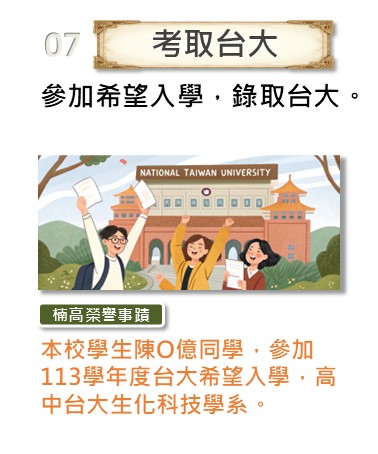 07 考取台大
參加希望入學，錄取台大。
NATIONAL TAIWAN UNIVERSITY
楠高榮譽事蹟
本校學生陳O億同學，參加
113學年度台大希望入學，高
中台大生化科技學系。